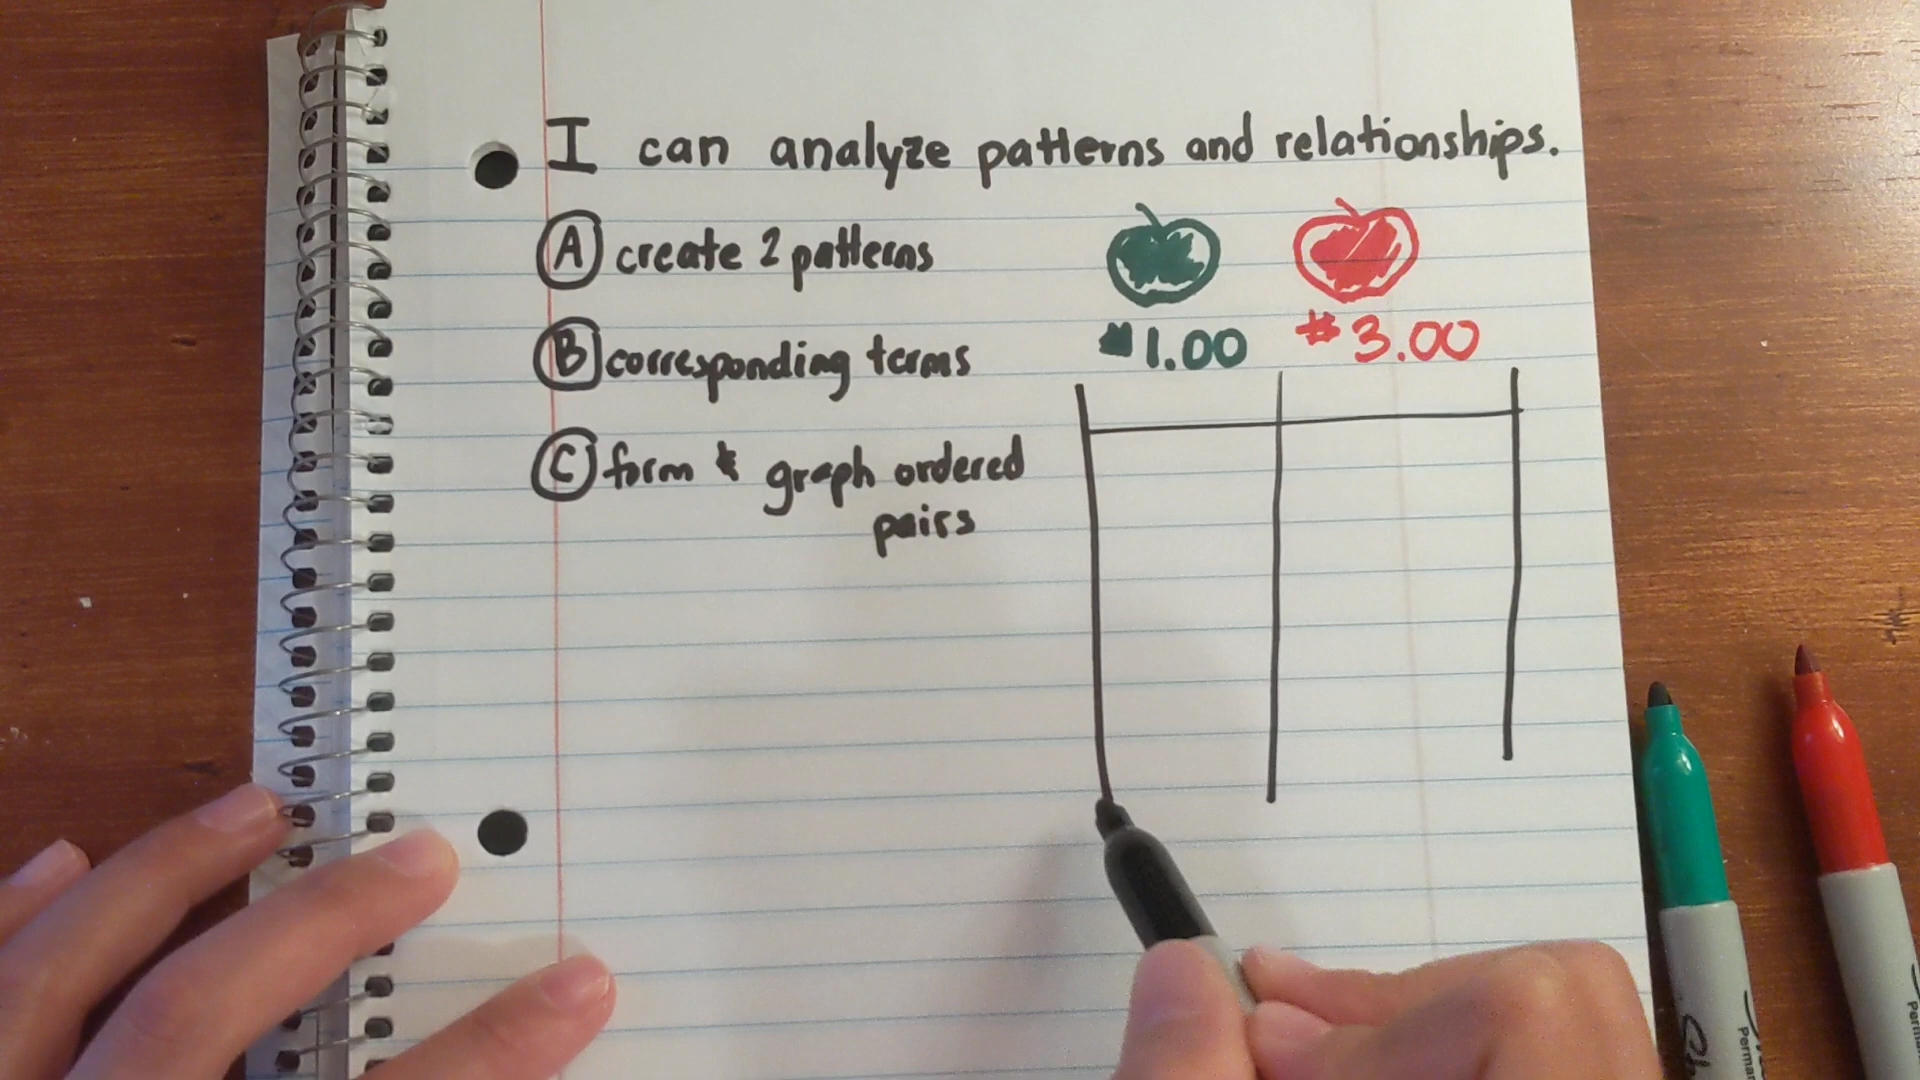 I can analyze patterns and relationships.
A create 2 patterns
B corresponding terms
C form & graph ordered
pairs
$1.00 $3.00